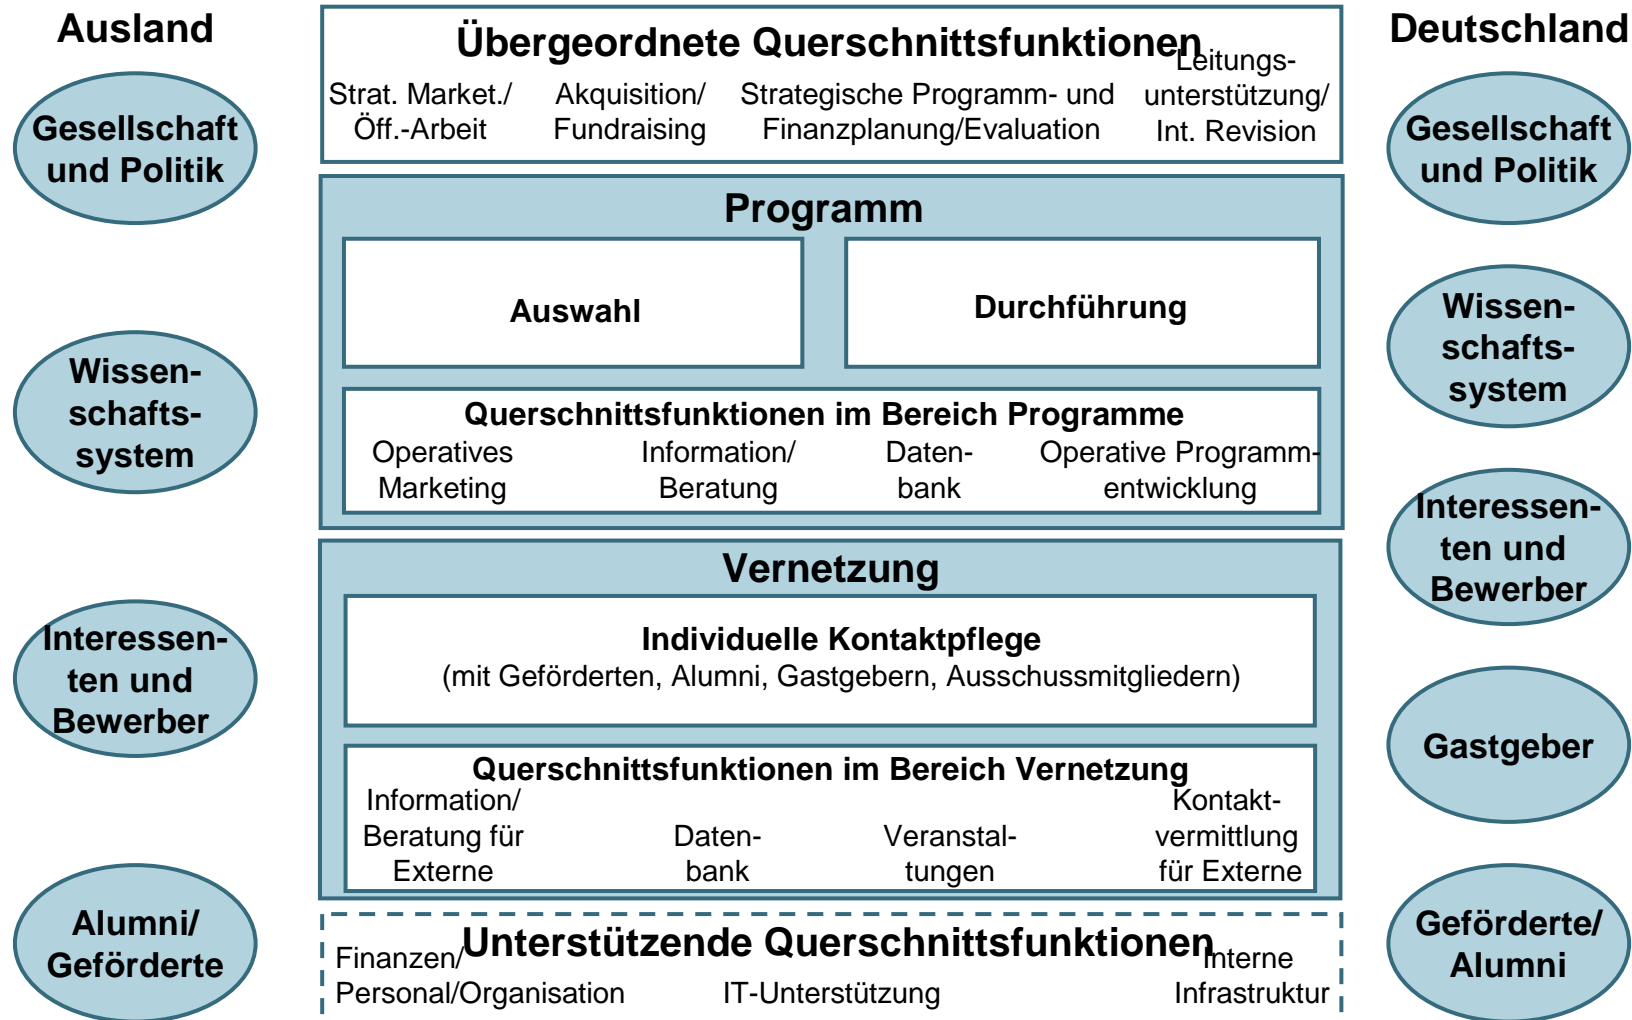 Ausland
Gesellschaft
und Politik
Wissen-
schafts-
system
Interessen-
ten und
Bewerber
Alumni/
Geförderte
Übergeordnete Querschnittsfunktionen
Strat. Market./
Öff.-Arbeit
Akquisition/
Fundraising
Strategische Programm- und
Finanzplanung/Evaluation
Leitungs-
unterstützung/
Int. Revision
Programm
Auswahl
Durchführung
Querschnittsfunktionen im Bereich Programme
Operatives
Marketing
Information/
Beratung
Daten-
bank
Operative Programm-
entwicklung
Vernetzung
Individuelle Kontaktpflege
(mit Geförderten, Alumni, Gastgebern, Ausschussmitgliedern)
Querschnittsfunktionen im Bereich Vernetzung
Information/
Beratung für
Externe
Daten-
bank
Veranstal-
tungen
Kontakt-
vermittlung
für Externe
Unterstützende Querschnittsfunktionen
Finanzen/
Personal/Organisation
IT-Unterstützung
Interne
Infrastruktur
Deutschland
Gesellschaft
und Politik
Wissen-
schafts-
system
Interessen-
ten und
Bewerber
Gastgeber
Geförderte/
Alumni